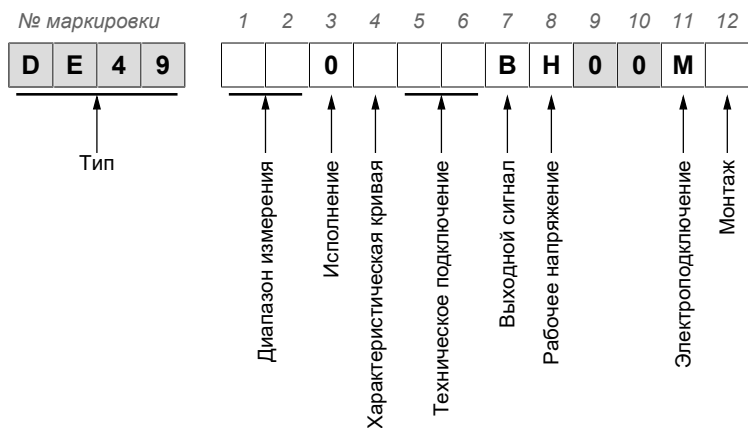 № маркировки 1 2 3 4 5 6 7 8 9 10 11 12
D E 4 9 0 B H 0 0 M
Тип
Диапазон измерения
Исполнение
Характеристическая кривая
Техническое подключение
Выходной сигнал
Рабочее напряжение
Электроподключение
Монтаж